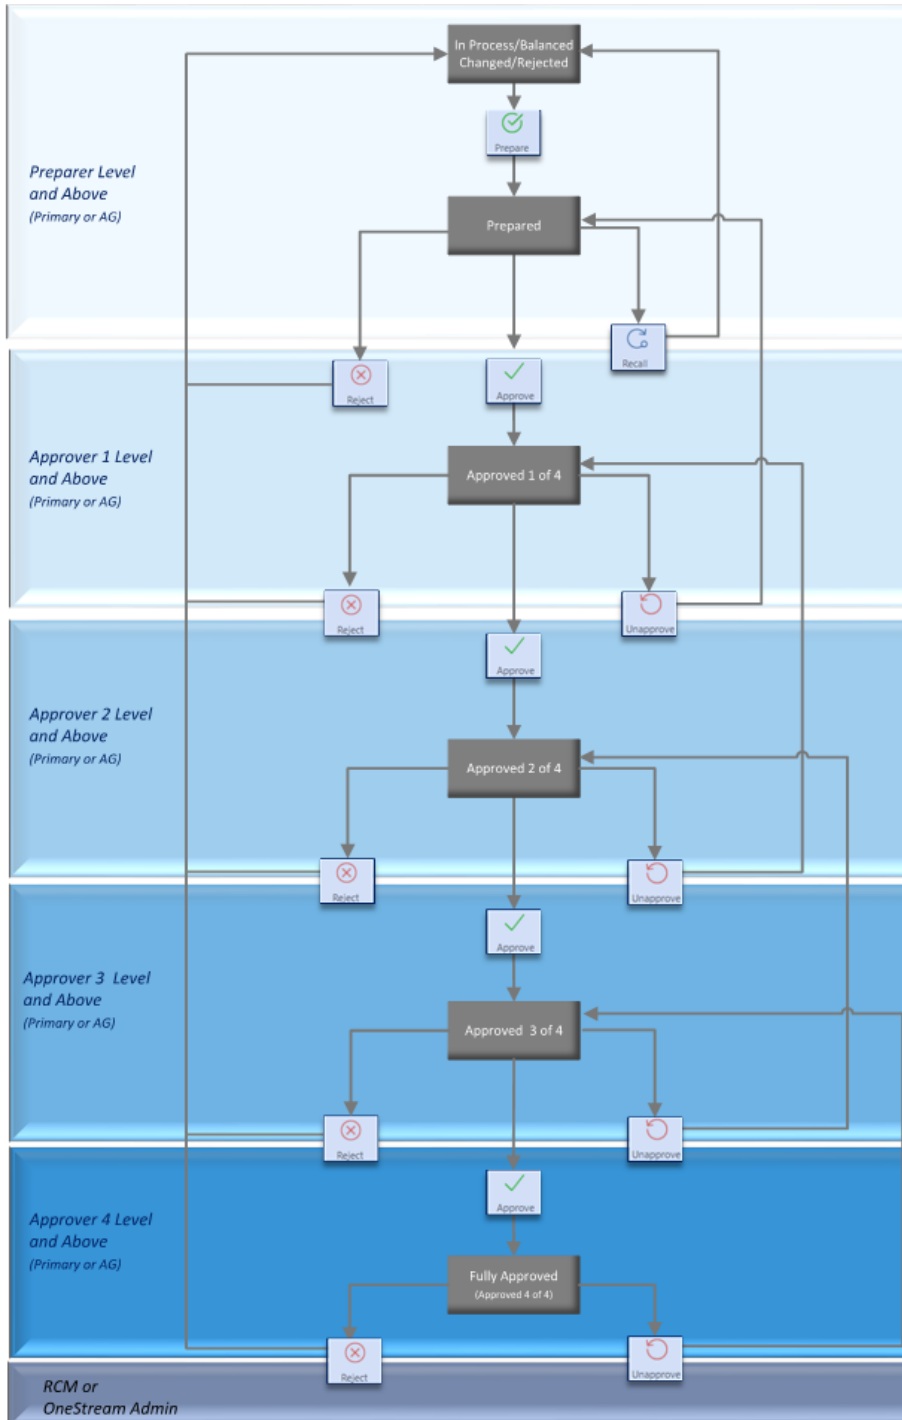 In Process/Balanced
Changed/Rejected
Prepare
Preparer Level
and Above
(Primary or AG)
Prepared
Recall
Reject
Approve
Approver 1 Level
and Above
(Primary or AG)
Approved 1 of 4
Reject
Unapprove
Approve
Approver 2 Level
and Above
(Primary or AG)
Approved 2 of 4
Reject
Unapprove
Approve
Approver 3  Level
and Above
(Primary or AG)
Approved  3 of 4
Reject
Unapprove
Approve
Approver 4 Level
and Above
(Primary or AG)
Fully Approved
(Approved 4 of 4)
Reject
Unapprove
RCM or
OneStream Admin